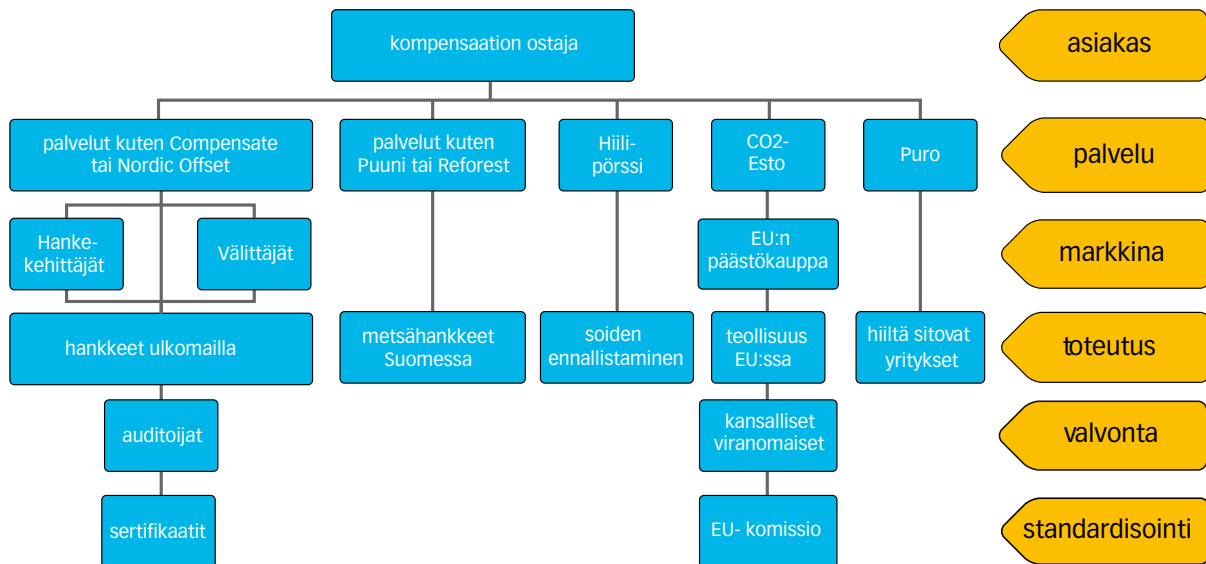 kompensaation ostaja
asiakas
palvelut kuten Compensate
tai Nordic Offset
palvelut kuten
Puuni tai Reforest
Hiili-
pörssi
CO2-
Esto
Puro
palvelu
Hanke-
kehittäjät
Välittäjät
EU:n
päästökauppa
markkina
hankkeet ulkomailla
metsähankkeet
Suomessa
soiden
ennallistaminen
teollisuus
EU:ssa
hiiltä sitovat
yritykset
toteutus
auditoijat
kansalliset
viranomaiset
valvonta
sertifikaatit
EU- komissio
standardisointi